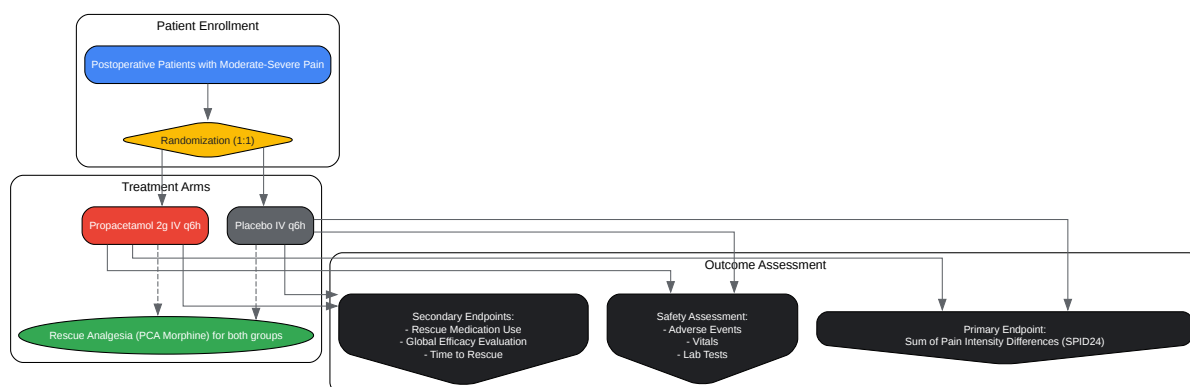 Patient Enrollment
Postoperative Patients with Moderate-Severe Pain
Randomization (1:1)
Treatment Arms
Propacetamol 2g IV q6h
Placebo IV q6h
Rescue Analgesia (PCA Morphine) for both groups
Outcome Assessment
Secondary Endpoints:
- Rescue Medication Use
- Global Efficacy Evaluation
- Time to Rescue
Safety Assessment:
- Adverse Events
- Vitals
- Lab Tests
Primary Endpoint:
Sum of Pain Intensity Differences (SPID24)